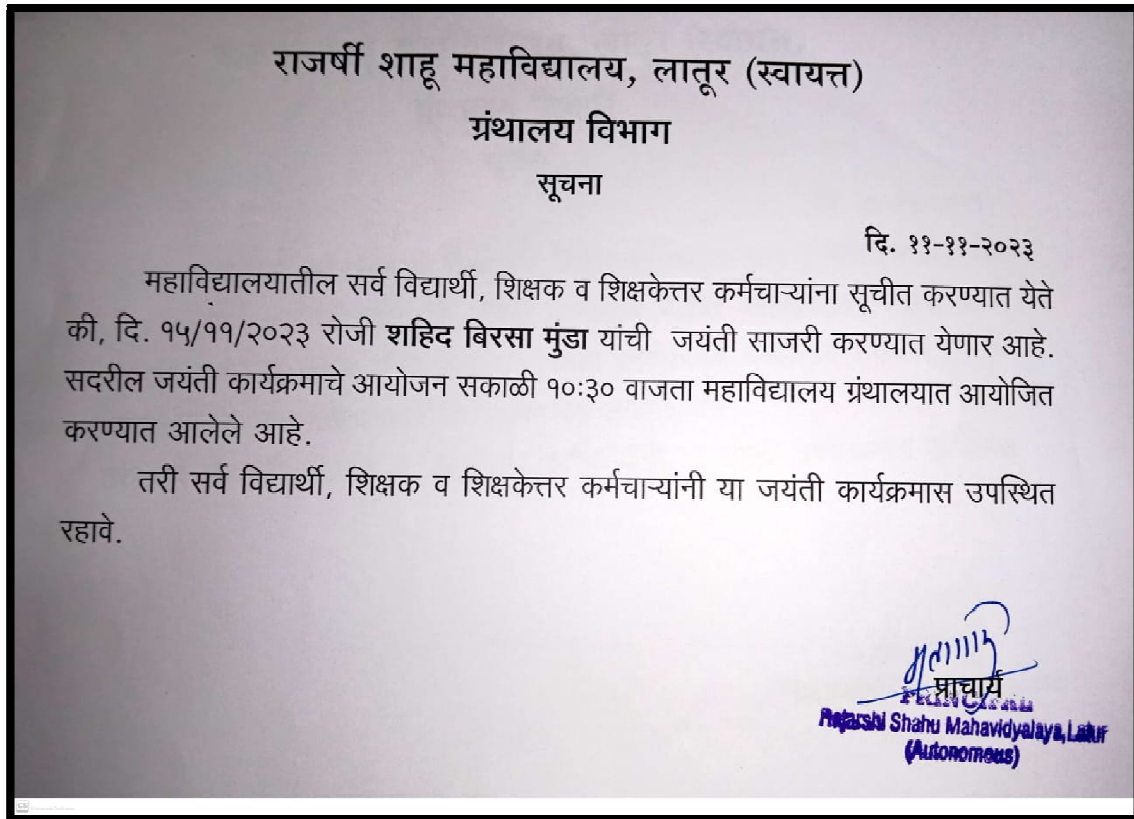 राजर्षी शाहू महाविद्यालय, लातूर (स्वायत्त)
ग्रंथालय विभाग
सूचना
दि. ११-११-२०२३
महाविद्यालयातील सर्व विद्यार्थी, शिक्षक व शिक्षकेत्तर कर्मचाऱ्यांना सूचीत करण्यात येते
की, दि. १५/११/२०२३ रोजी शहिद बिरसा मुंडा यांची जयंती साजरी करण्यात येणार आहे.
सदरील जयंती कार्यक्रमाचे आयोजन सकाळी १०:३० वाजता महाविद्यालय ग्रंथालयात आयोजित
करण्यात आलेले आहे.
तरी सर्व विद्यार्थी, शिक्षक व शिक्षकेत्तर कर्मचाऱ्यांनी या जयंती कार्यक्रमास उपस्थित
रहावे.
प्राचार्य
PRINCIPAL
Rajarshi Shahu Mahavidyalaya, Latur
(Autonomous)